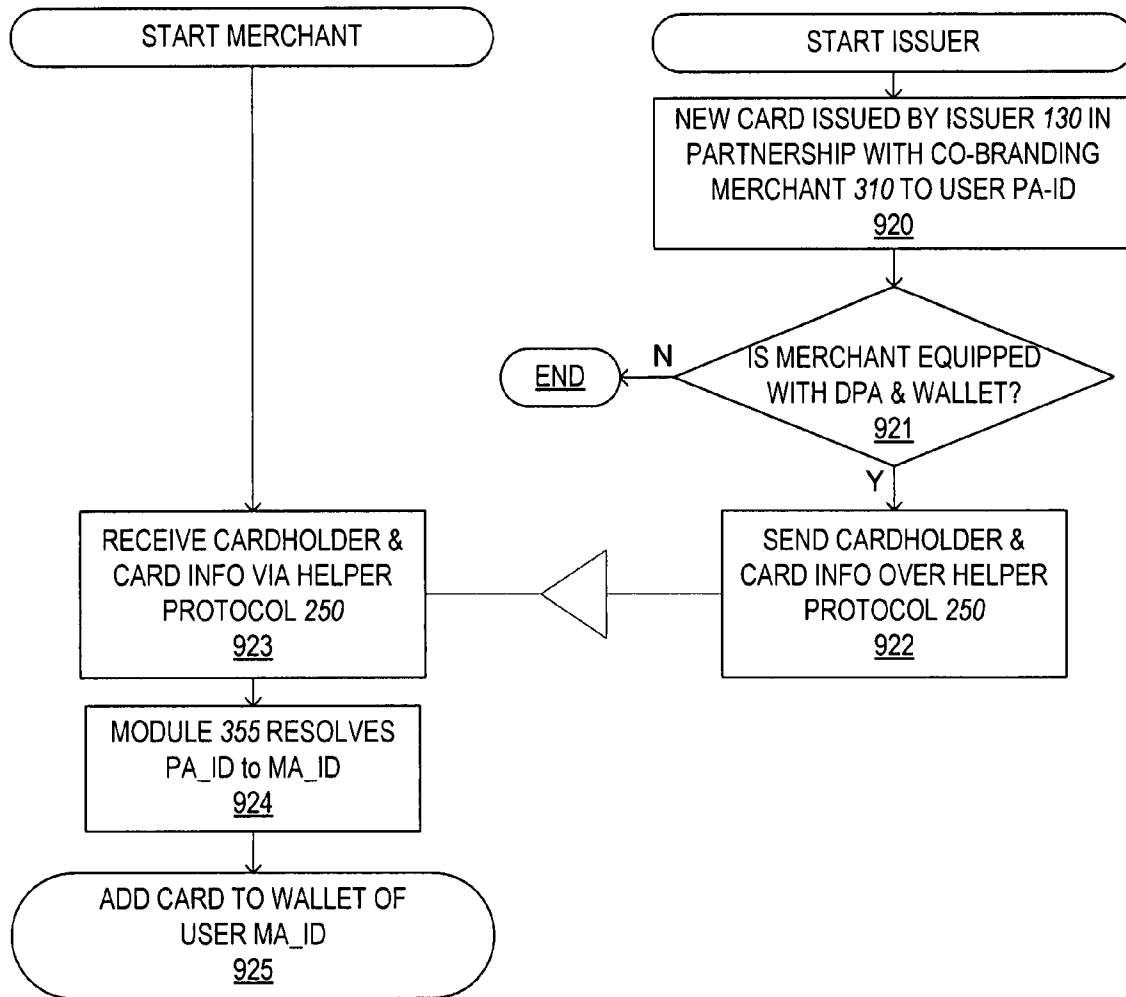 START MERCHANT
START ISSUER
NEW CARD ISSUED BY ISSUER 130 IN
PARTNERSHIP WITH CO-BRANDING
MERCHANT 310 TO USER PA-ID
920
IS MERCHANT EQUIPPED
WITH DPA & WALLET?
921
N
END
Y
SEND CARDHOLDER &
CARD INFO OVER HELPER
PROTOCOL 250
922
RECEIVE CARDHOLDER &
CARD INFO VIA HELPER
PROTOCOL 250
923
MODULE 355 RESOLVES
PA_ID to MA_ID
924
ADD CARD TO WALLET OF
USER MA_ID
925